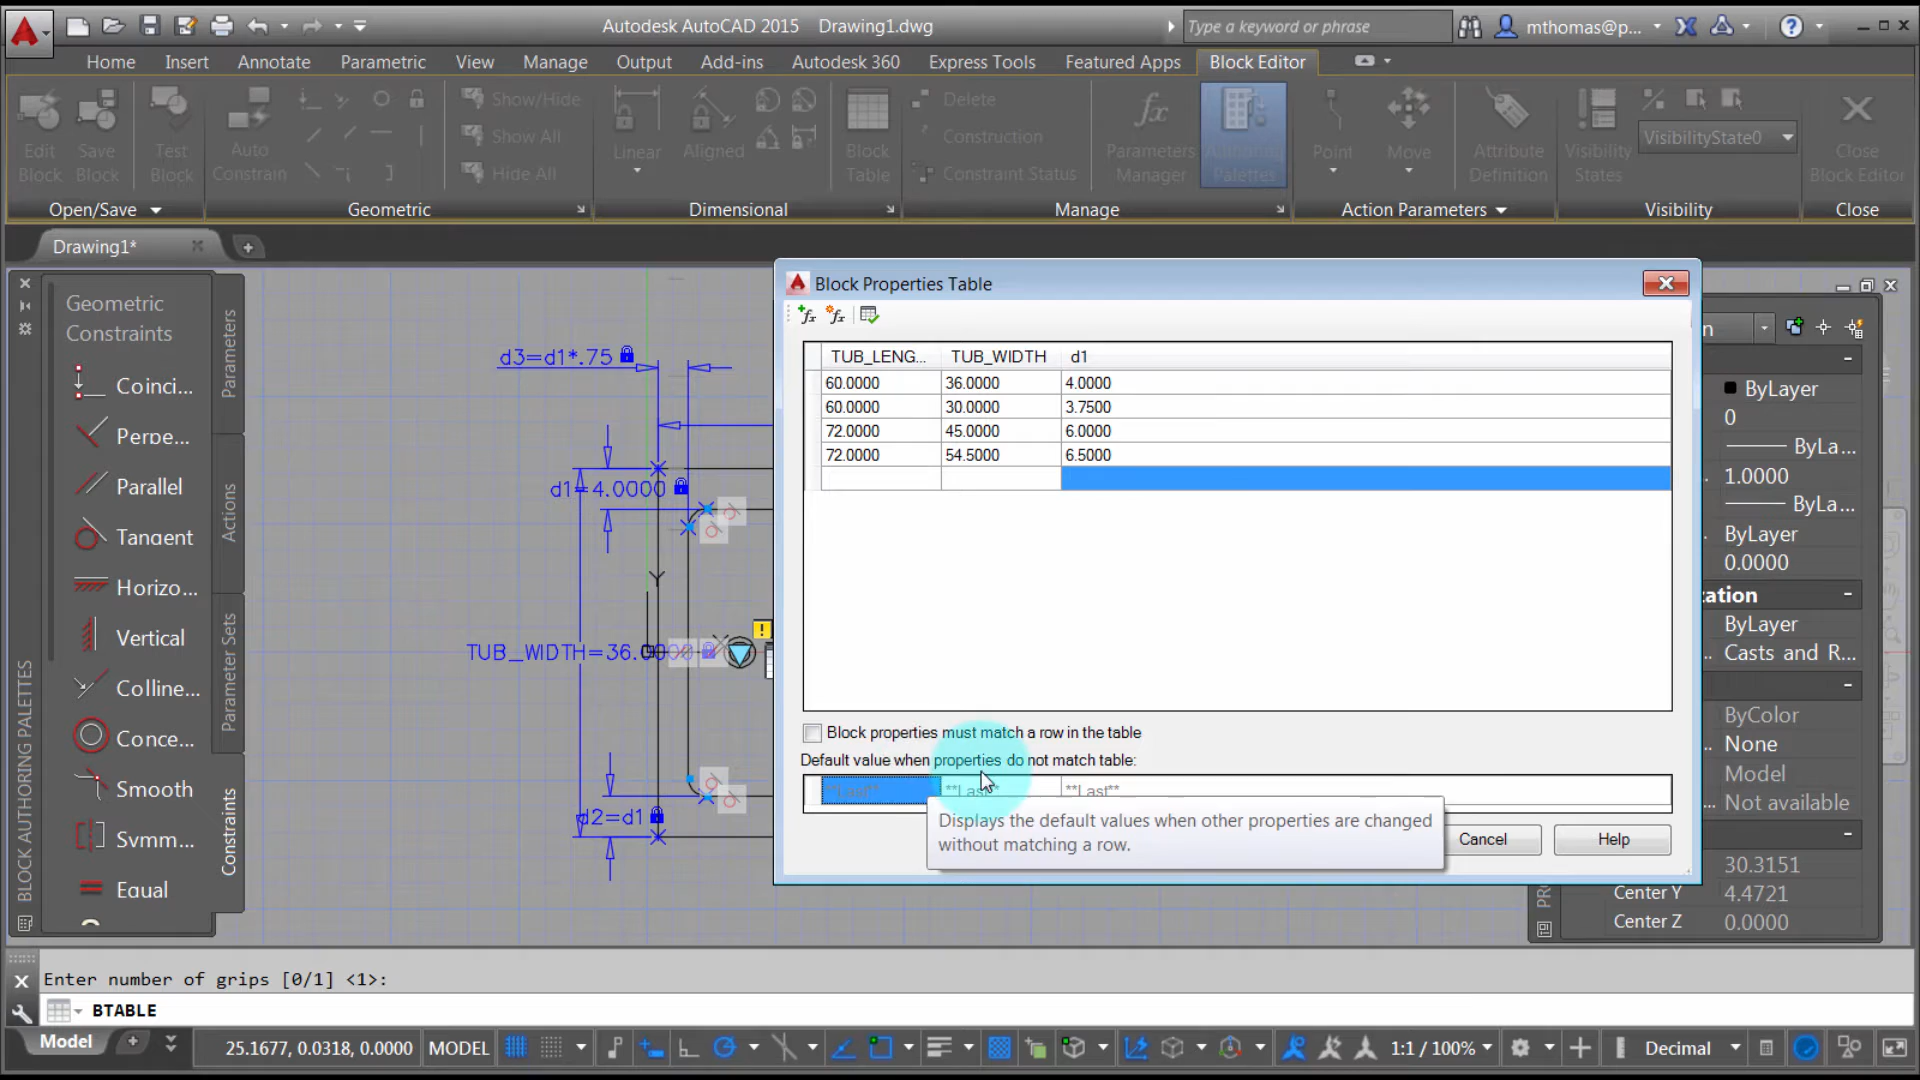 Autodesk AutoCAD 2015 Drawing1.dwg
Type a keyword or phrase
mthomas@p...
Home Insert Annotate Parametric View Manage Output Add-ins Autodesk 360 Express Tools Featured Apps Block Editor
Edit Block
Save Block
Test Block
Auto Constrain
Show/Hide
Show All
Hide All
Linear
Aligned
Block Table
Delete
Construction
Constraint Status
Parameters Manager
Palettes
Point
Move
Attribute Definition
Visibility States
VisibilityState0
Close Block Editor
Open/Save Geometric Dimensional Manage Action Parameters Visibility Close
Drawing1*
BLOCK AUTHORING PALETTES
Geometric
Constraints
Coinci...
Perpe...
Parallel
Tangent
Horizo...
Vertical
Colline...
Conce...
Smooth
Symm...
Equal
Parameters
Actions
Parameter Sets
Constraints
d3=d1*.75
d1=4.0000
Y
TUB_WIDTH=36.0000
d2=d1
Block Properties Table
TUB_LENG... TUB_WIDTH d1
60.0000 36.0000 4.0000
60.0000 30.0000 3.7500
72.0000 45.0000 6.0000
72.0000 54.5000 6.5000
Block properties must match a row in the table
Default value when properties do not match table:
**Last** **Last** **Last**
Displays the default values when other properties are changed
without matching a row.
Cancel
Help
ByLayer
0
ByLa...
1.0000
ByLa...
ByLayer
0.0000
zation
ByLayer
Casts and R...
ByColor
None
Model
Not available
30.3151
Center Y 4.4721
Center Z 0.0000
Enter number of grips [0/1] <1>:
BTABLE
Model
25.1677, 0.0318, 0.0000 MODEL
1:1 / 100%
Decimal